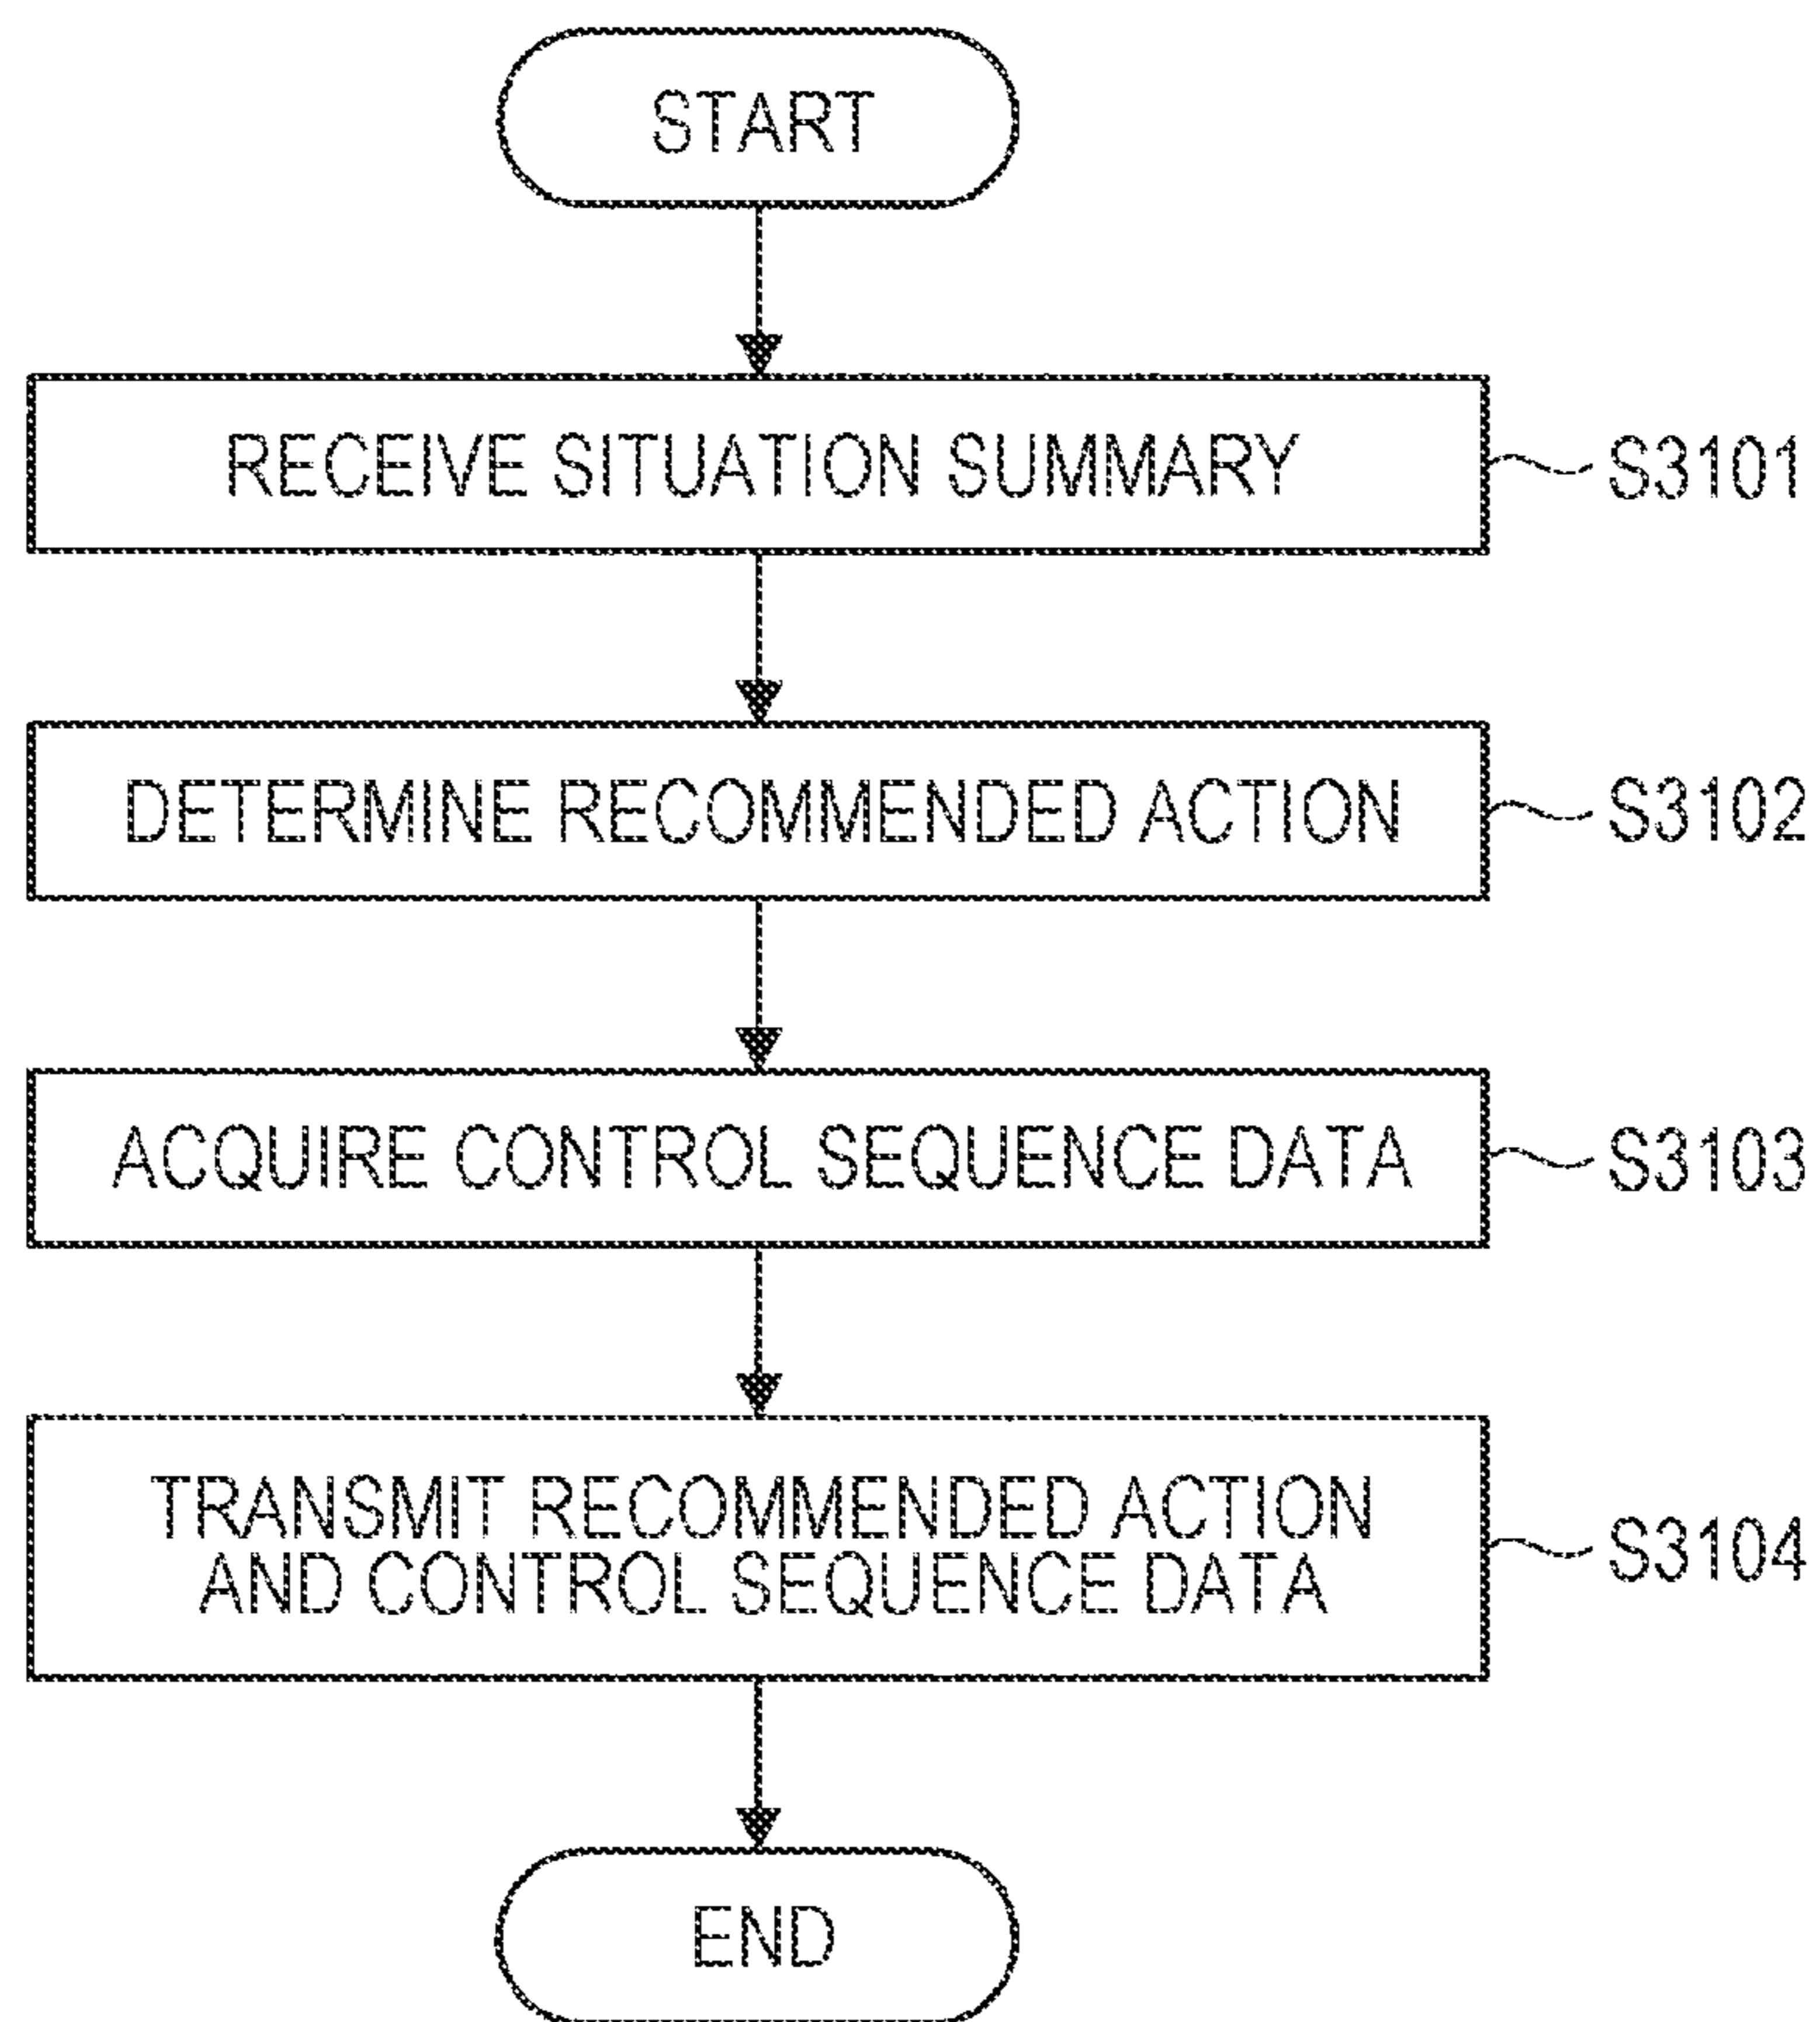 START
RECEIVE SITUATION SUMMARY
S3101
DETERMINE RECOMMENDED ACTION
S3102
ACQUIRE CONTROL SEQUENCE DATA
S3103
TRANSMIT RECOMMENDED ACTION
AND CONTROL SEQUENCE DATA
S3104
END